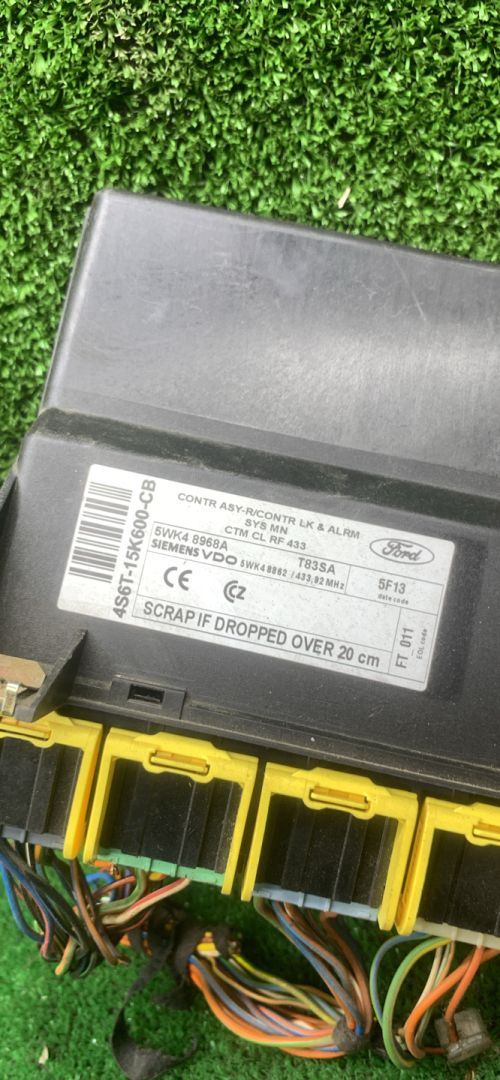 4S6T-15K600-CB
CONTR ASY-R/CONTR LK & ALRM
SYS MN
CTM CL RF 433
Ford
5WK4 8968A T83SA
SIEMENS VDO 5WK4 8862 / 433,92 MHz
5F13
date code
CE CZ
SCRAP IF DROPPED OVER 20 cm
FT 011
EOL code